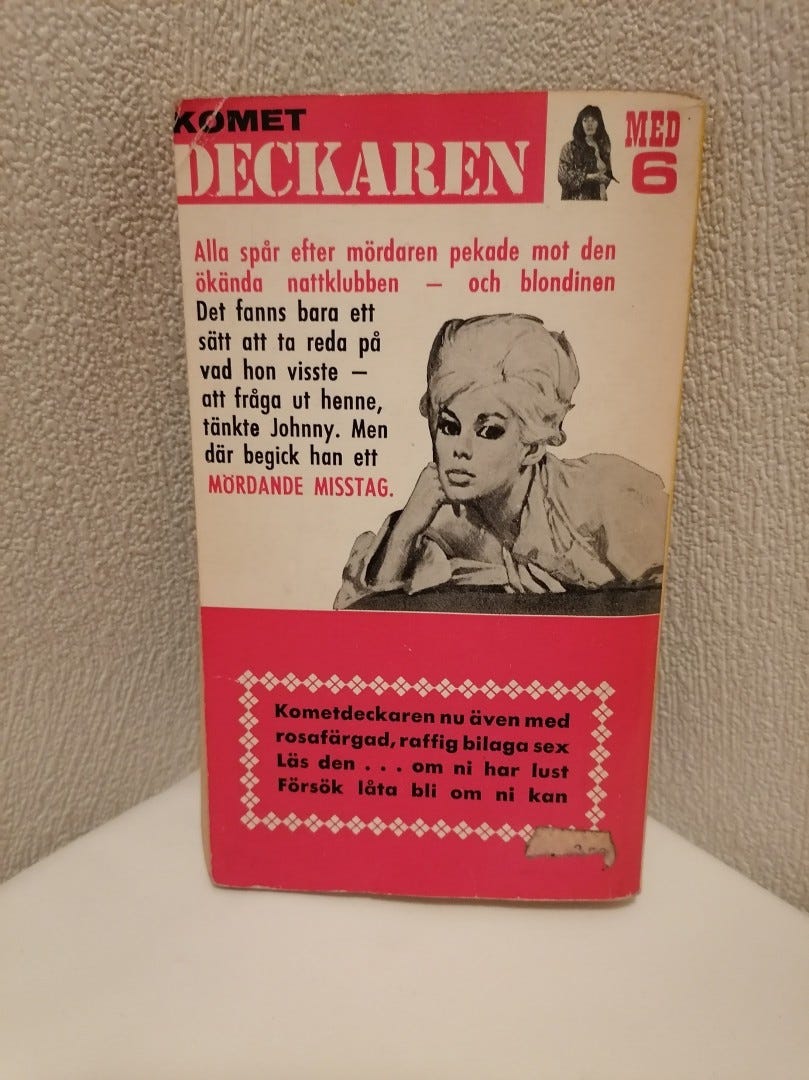 KOMET
DECKAREN
MED
6
Alla spår efter mördaren pekade mot den
ökända nattklubben — och blondinen
Det fanns bara ett
sätt att ta reda på
vad hon visste —
att fråga ut henne,
tänkte Johnny. Men
där begick han ett
MÖRDANDE MISSTAG.
Kometdeckaren nu även med
rosafärgad, raffig bilaga sex
Läs den . . . om ni har lust
Försök låta bli om ni kan